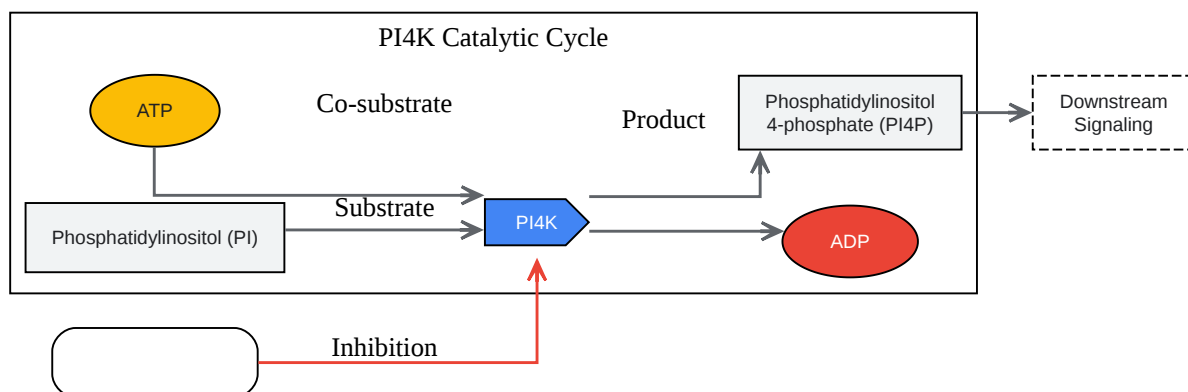 PI4K Catalytic Cycle
ATP
Co-substrate
Product
Phosphatidylinositol
4-phosphate (PI4P)
Downstream
Signaling
Substrate
Phosphatidylinositol (PI)
PI4K
ADP
Inhibition